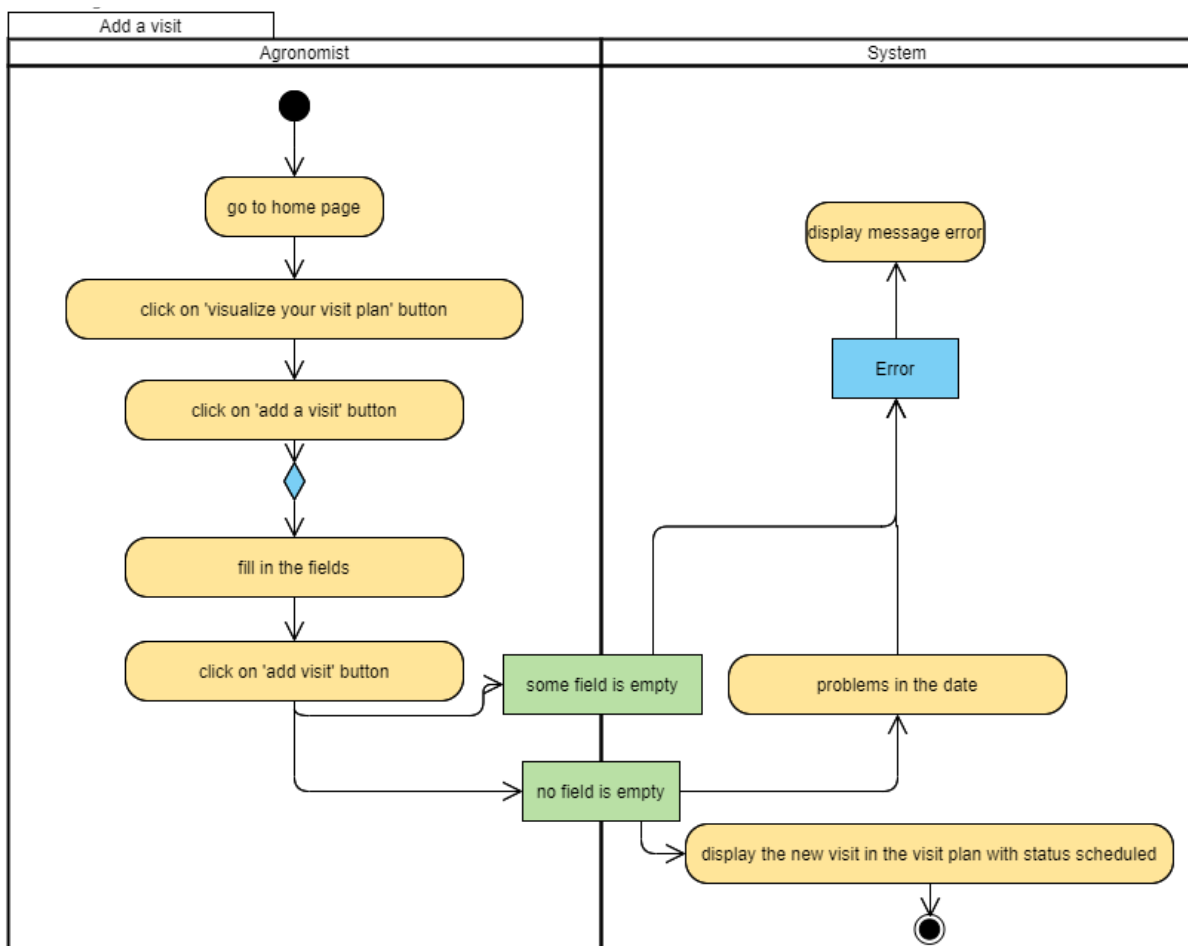 Add a visit
Agronomist
System
go to home page
display message error
click on 'visualize your visit plan' button
Error
click on 'add a visit' button
fill in the fields
click on 'add visit' button
some field is empty
problems in the date
no field is empty
display the new visit in the visit plan with status scheduled